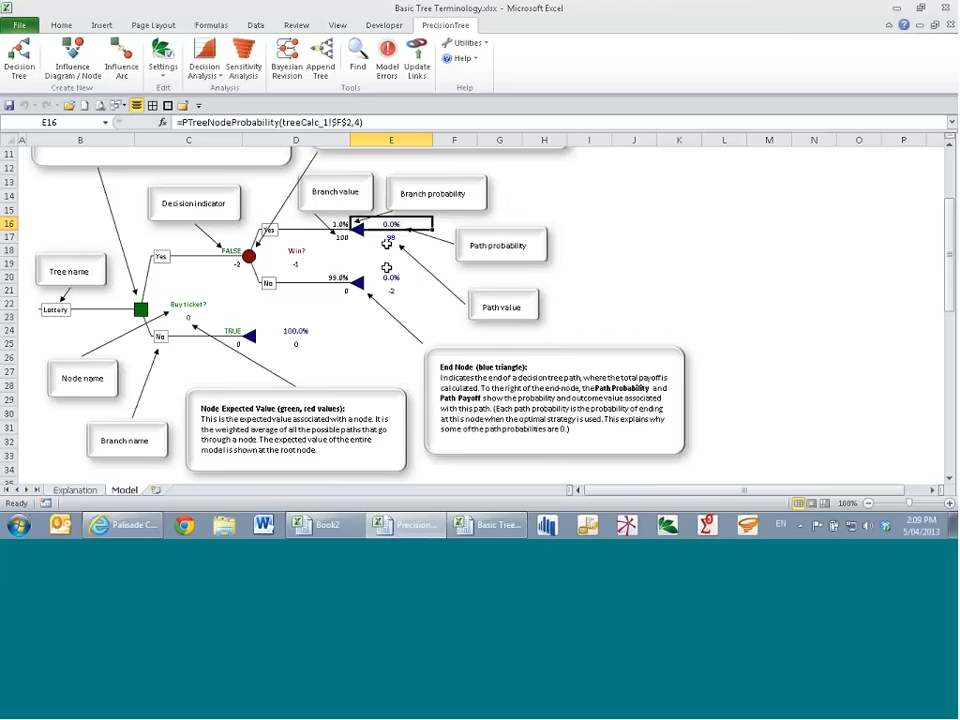 Basic Tree Terminology.xlsx - Microsoft Excel
File Home Insert Page Layout Formulas Data Review View Developer PrecisionTree
Decision Tree
Influence Diagram / Node
Influence Arc
Settings
Decision Analysis
Sensitivity Analysis
Bayesian Revision
Append Tree
Find
Model Errors
Update Links
Utilities
Help
Create New Edit Analysis Tools Help
E16 fx =PTreeNodeProbability(treeCalc_1!$F$2,4)
A B C D E F G H I J K L M N O P
11
12
13
14
15
16
17
18
19
20
21
22
23
24
25
26
27
28
29
30
31
32
33
34
35
Branch value
Branch probability
Decision indicator
Yes 1.0% 0.0%
100 98
Path probability
Yes FALSE Win?
-2 -1
Tree name
No 99.0% 0.0%
0 -2
Path value
Lottery
Buy ticket?
0
No TRUE 100.0%
0 0
Node name
Branch name
Node Expected Value (green, red values):
This is the expected value associated with a node. It is
the weighted average of all the possible paths that go
through a node. The expected value of the entire
model is shown at the root node.
End Node (blue triangle):
Indicates the end of a decision tree path, where the total payoff is
calculated. To the right of the end-node, the Path Probability and
Path Payoff show the probability and outcome value associated
with this path. (Each path probability is the probability of ending
at this node when the optimal strategy is used. This explains why
some of the path probabilities are 0.)
Explanation Model
Ready 100%
Palisade C... Book2 Precision... Basic Tree... EN 2:09 PM
5/04/2013